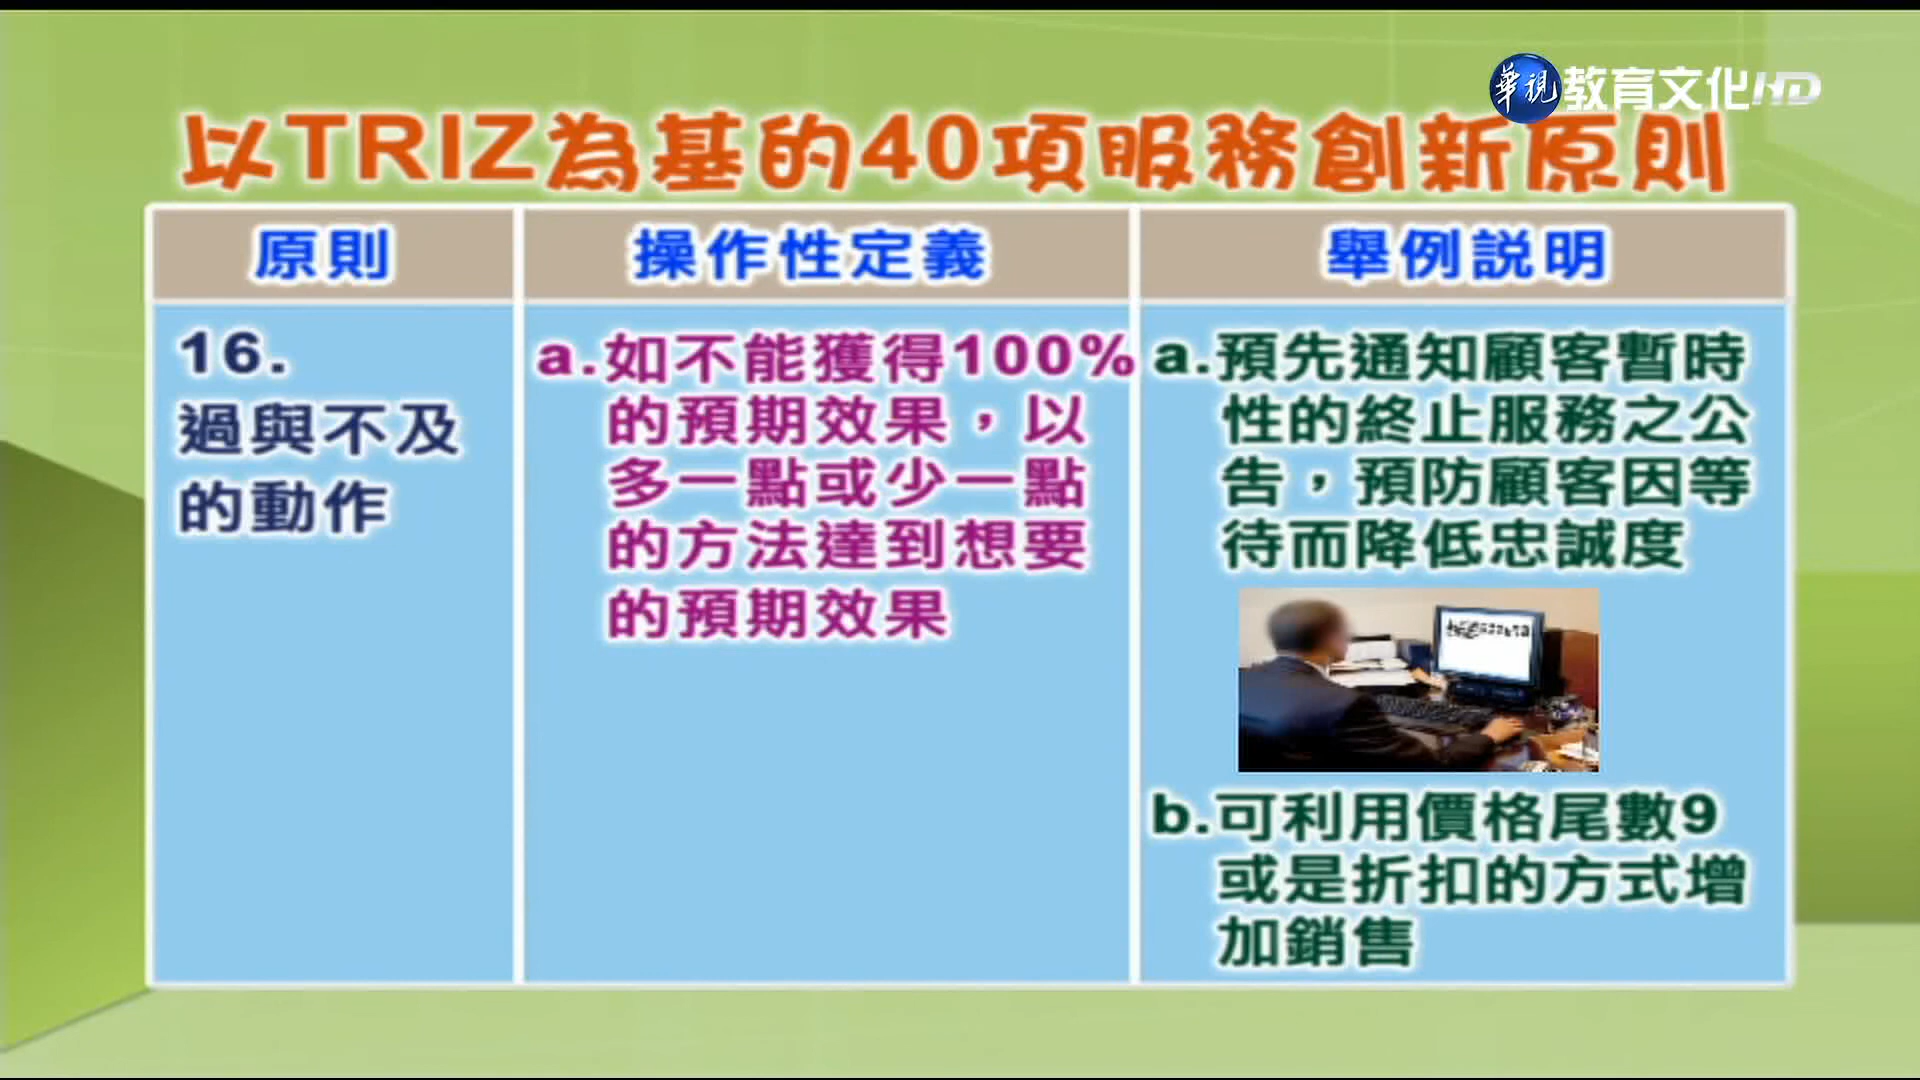 華視 教育文化HD
以TRIZ為基的40項服務創新原則
原則
操作性定義
舉例説明
16.
過與不及
的動作
a.如不能獲得100%
的預期效果，以
多一點或少一點
的方法達到想要
的預期效果
a.預先通知顧客暫時
性的終止服務之公
告，預防顧客因等
待而降低忠誠度
b.可利用價格尾數9
或是折扣的方式增
加銷售